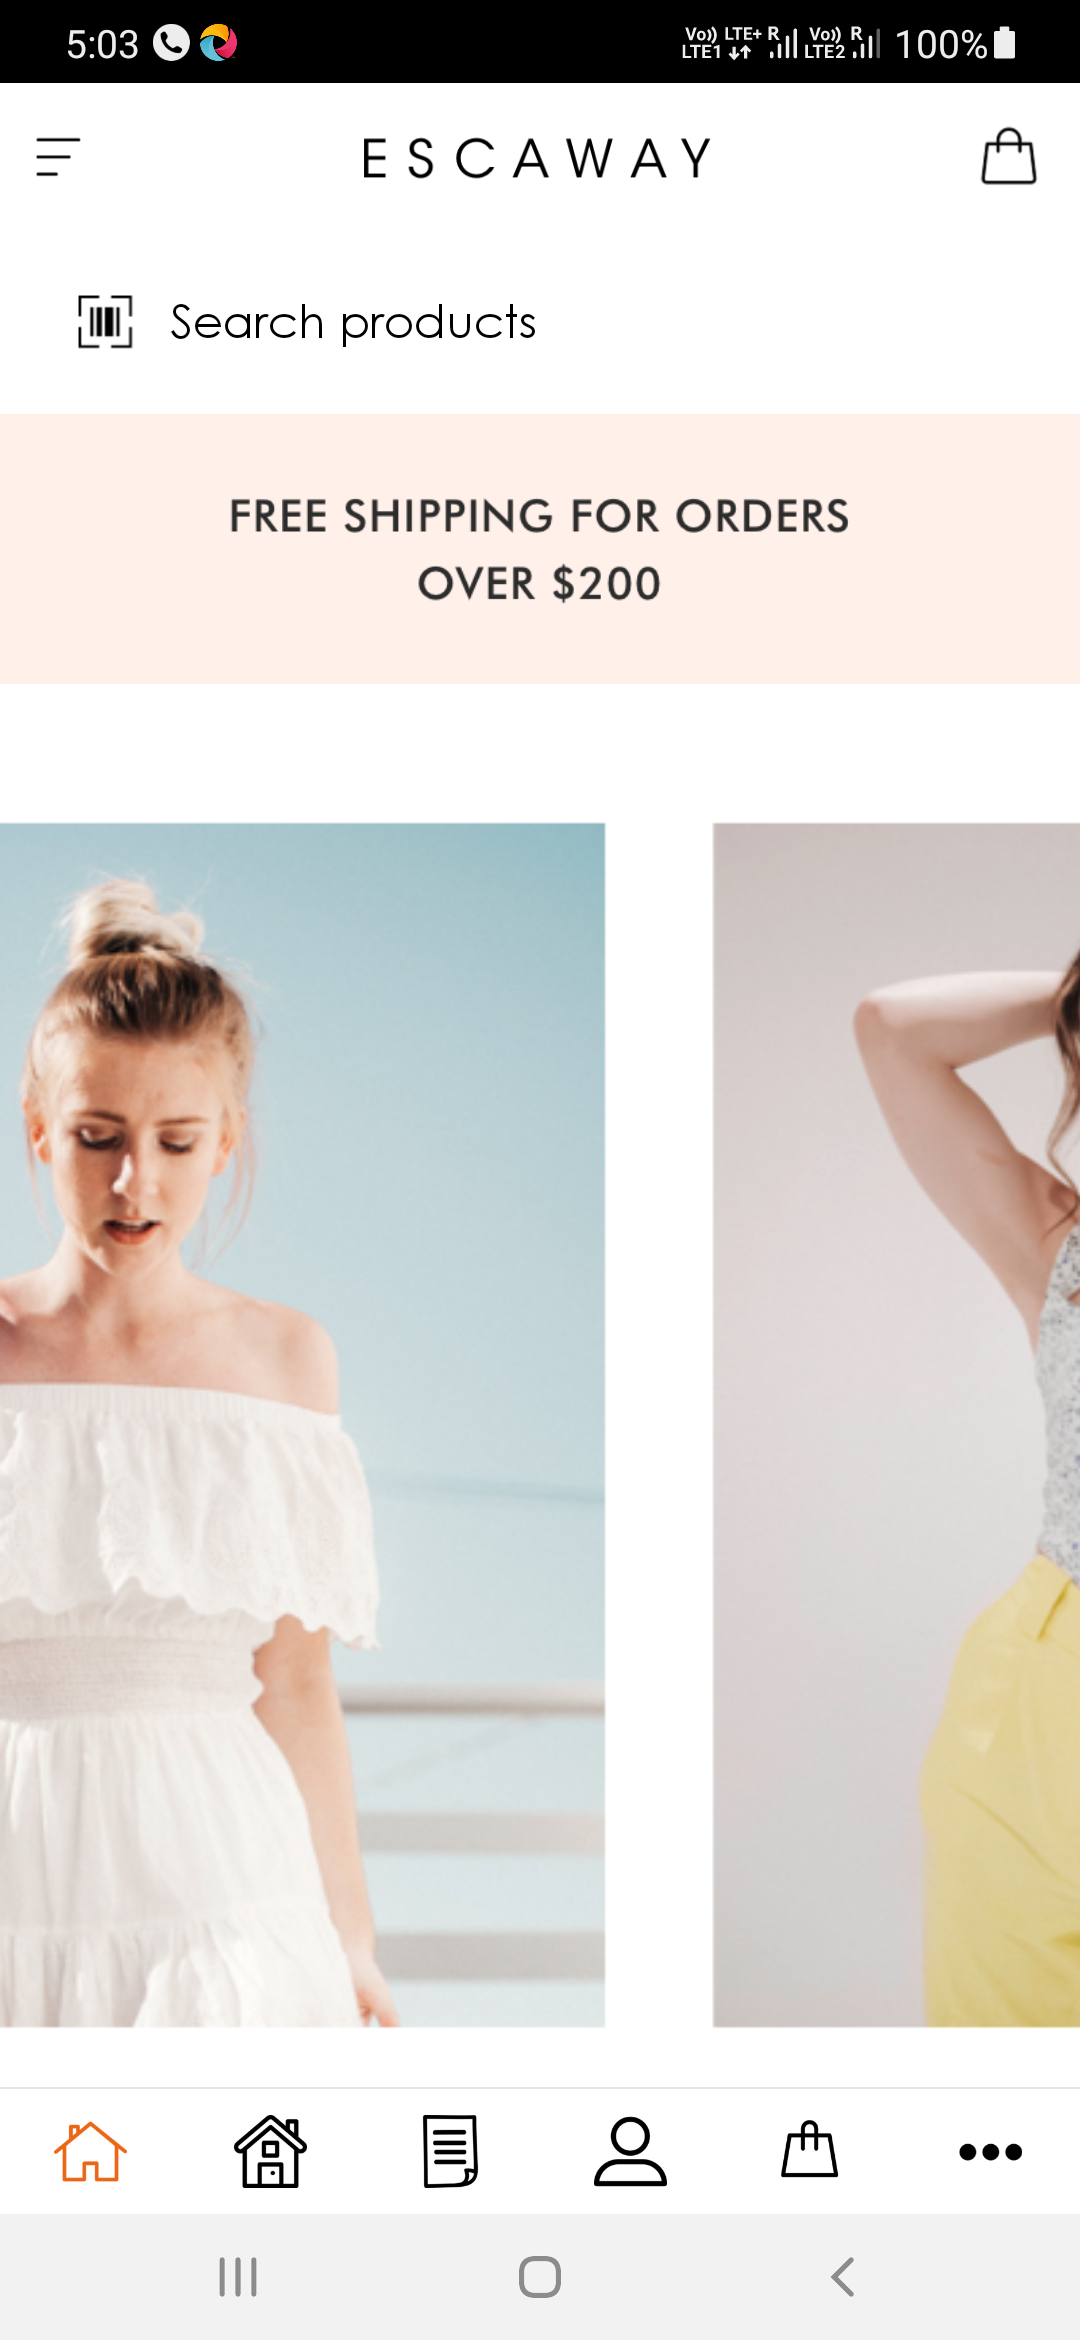 5:03
Vo)) LTE+ R Vo)) R
LTE1 LTE2 100%
ESCAWAY
Search products
FREE SHIPPING FOR ORDERS
OVER $200